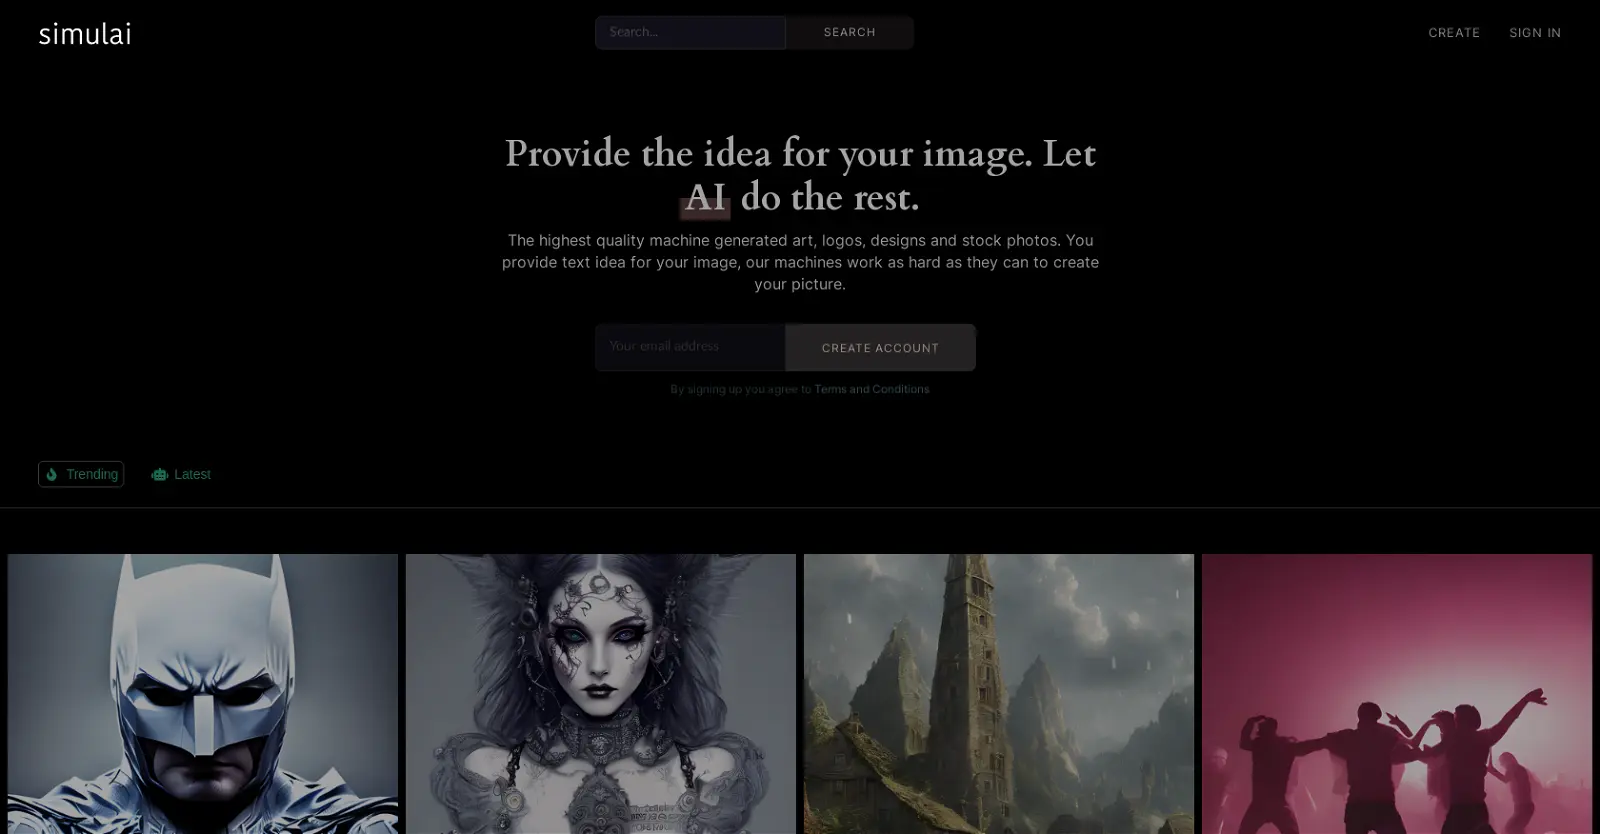 simulai
Search...
SEARCH
CREATE
SIGN IN
Provide the idea for your image. Let
AI do the rest.
The highest quality machine generated art, logos, designs and stock photos. You
provide text idea for your image, our machines work as hard as they can to create
your picture.
Your email address
CREATE ACCOUNT
By signing up you agree to Terms and Conditions
Trending
Latest